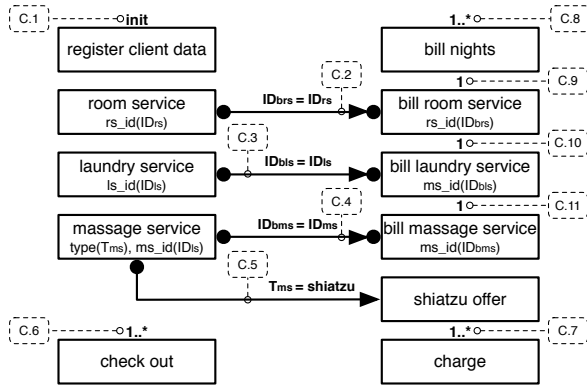 C.1
init
1..*
C.8
register client data
bill nights
C.2
C.9
1
room service
rs_id(IDrs)
IDbrs = IDrs
bill room service
rs_id(IDbrs)
C.3
1
C.10
laundry service
ls_id(IDls)
IDbls = IDls
bill laundry service
ms_id(IDbls)
C.4
1
C.11
massage service
type(Tms), ms_id(IDls)
IDbms = IDms
bill massage service
ms_id(IDbms)
C.5
Tms = shiatzu
shiatzu offer
C.6
1..*
1..*
C.7
check out
charge